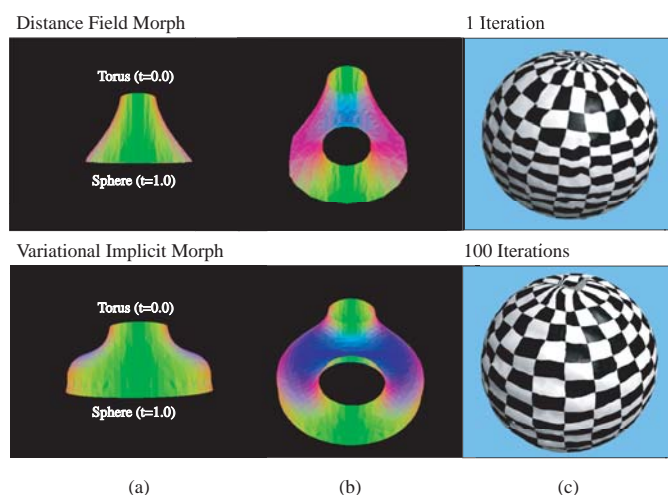 Distance Field Morph
1 Iteration
Torus (t=0.0)
Sphere (t=1.0)
Variational Implicit Morph
100 Iterations
Torus (t=0.0)
Sphere (t=1.0)
(a)
(b)
(c)